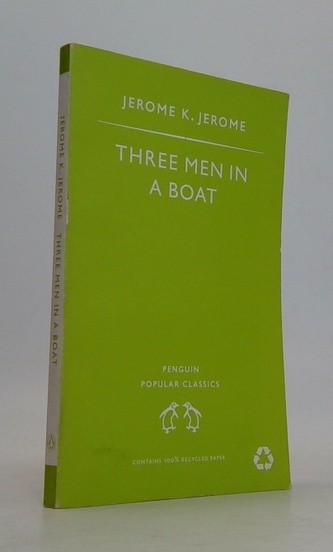 JEROME K. JEROME THREE MEN IN A BOAT
JEROME K. JEROME
THREE MEN IN
A BOAT
PENGUIN
POPULAR CLASSICS
CONTAINS 100% RECYCLED PAPER